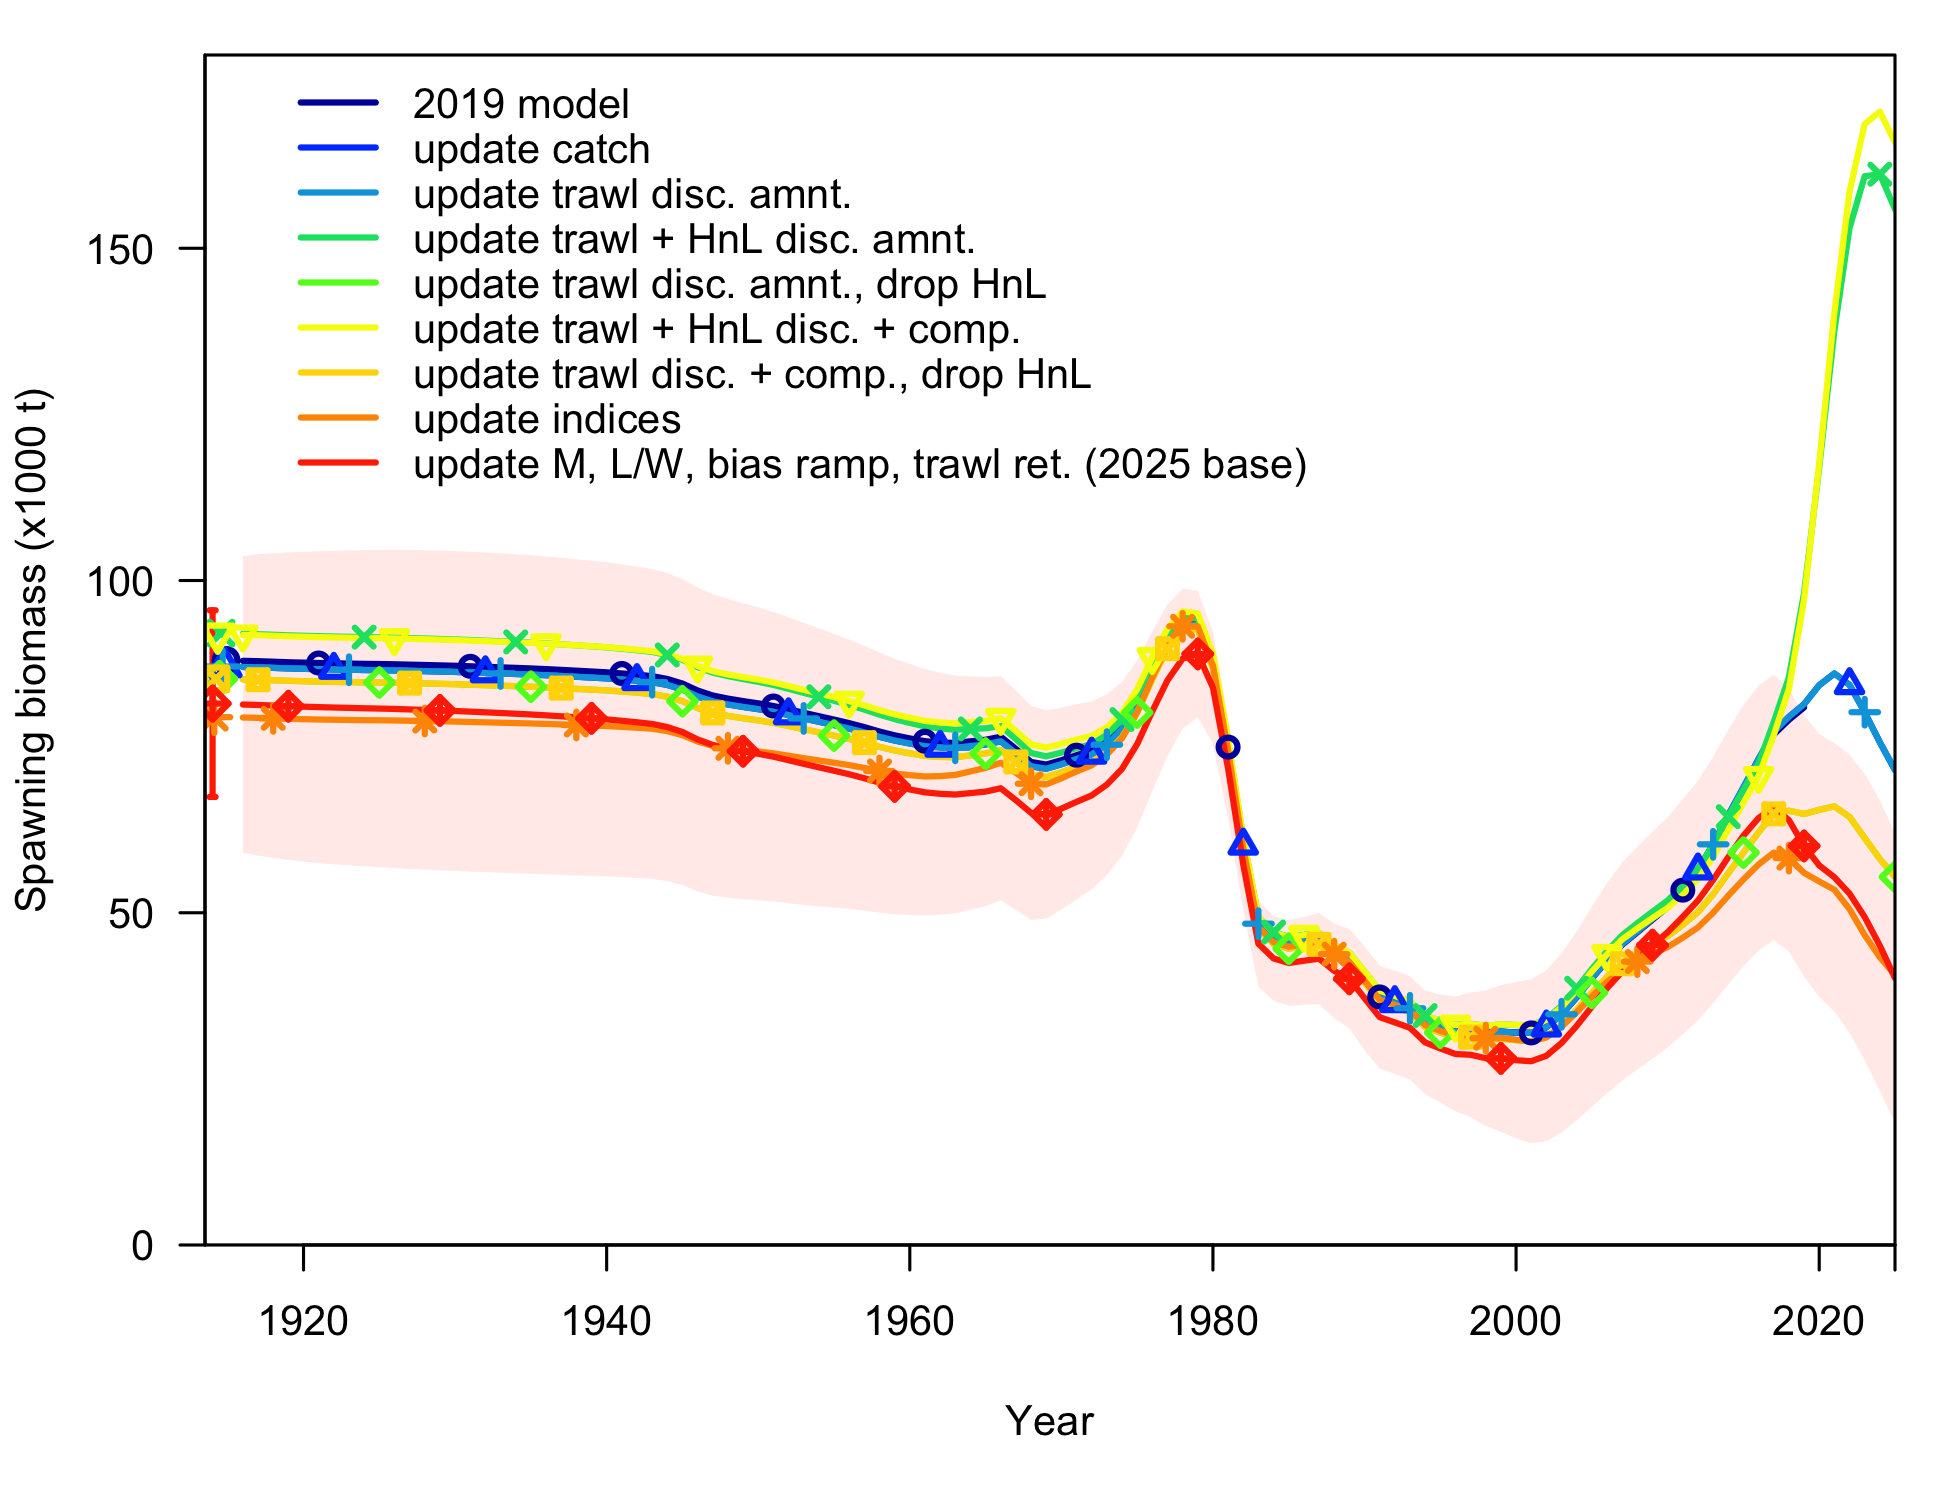 2019 model
update catch
update trawl disc. amnt.
update trawl + HnL disc. amnt.
update trawl disc. amnt., drop HnL
update trawl + HnL disc. + comp.
update trawl disc. + comp., drop HnL
update indices
update M, L/W, bias ramp, trawl ret. (2025 base)
Spawning biomass (x1000 t)
150
100
50
0
1920 1940 1960 1980 2000 2020
Year